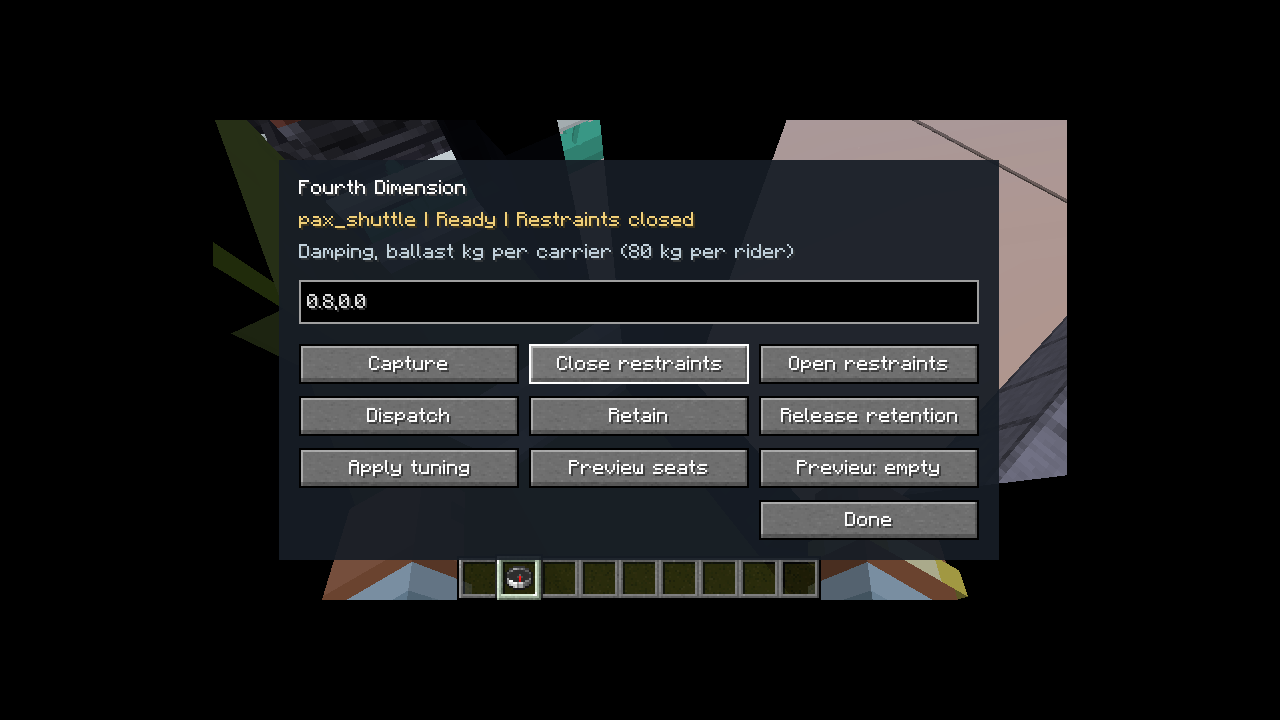 Fourth Dimension
pax_shuttle | Ready | Restraints closed
Damping, ballast kg per carrier (80 kg per rider)
0.8,0.0
Capture Close restraints Open restraints
Dispatch Retain Release retention
Apply tuning Preview seats Preview: empty
Done